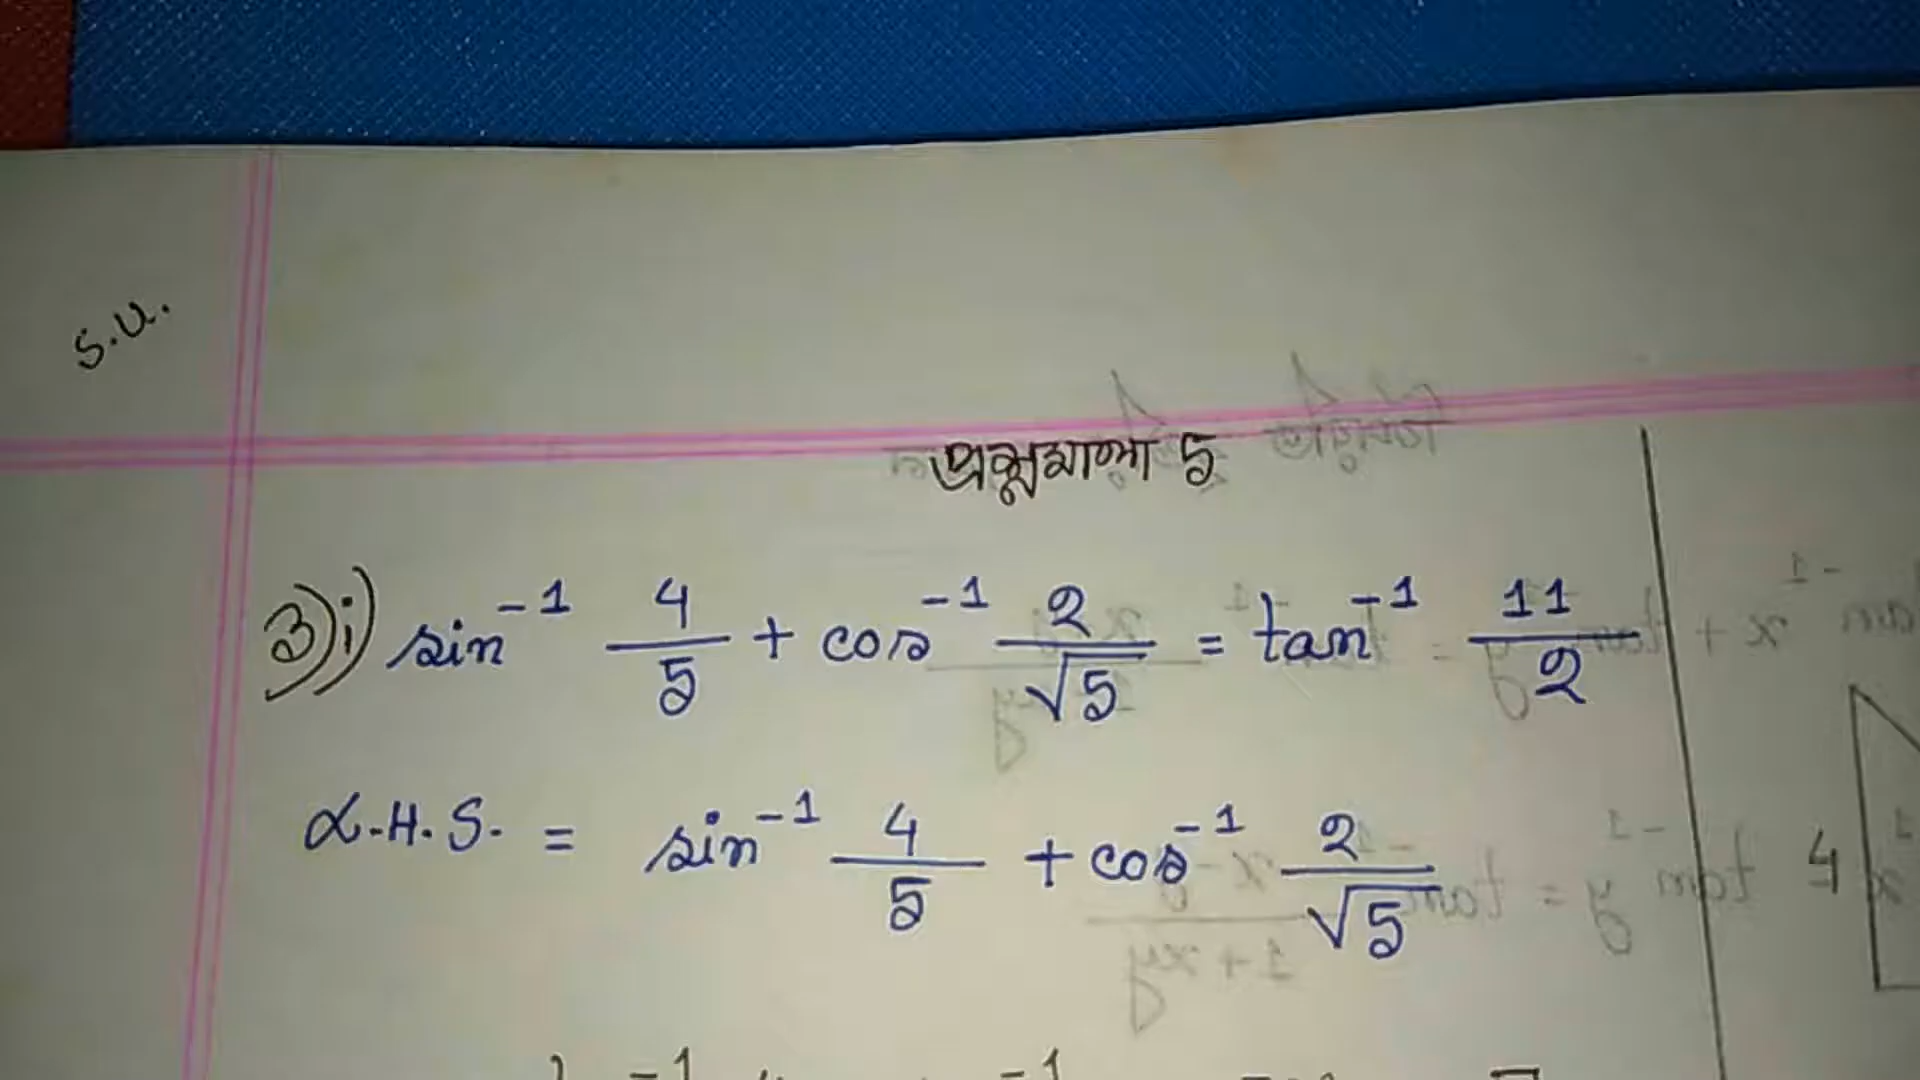 S.U.
প্রশ্নমালা 5
3)i) sin⁻¹ 4/5 + cos⁻¹ 2/√5 = tan⁻¹ 11/2
L.H.S. = sin⁻¹ 4/5 + cos⁻¹ 2/√5